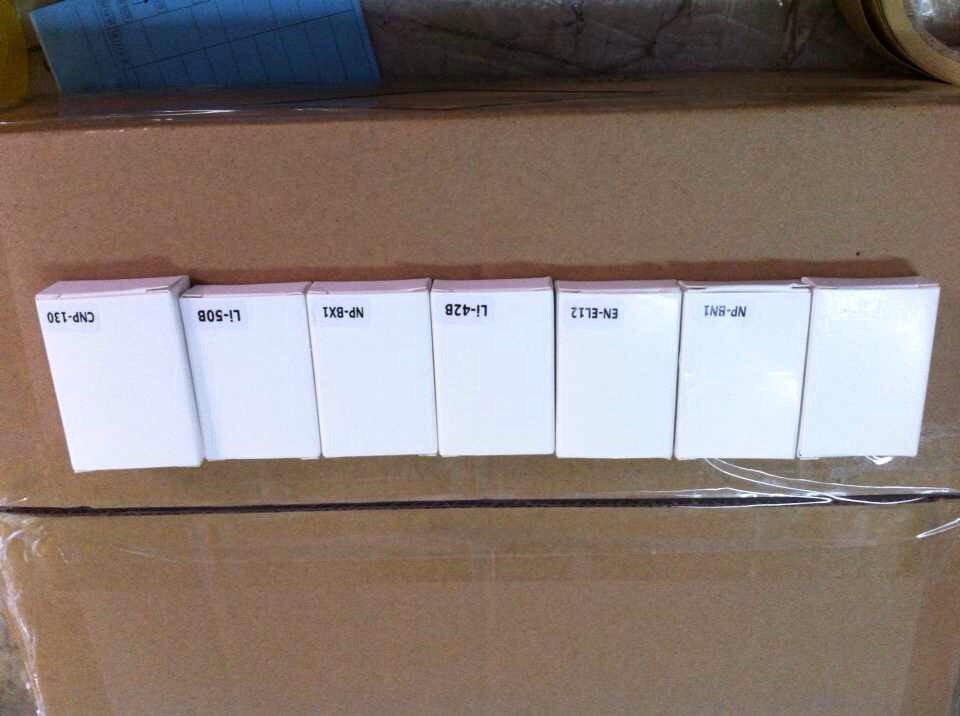 CNP-130
Li-50B
NP-BX1
Li-42B
EN-EL12
NP-BN1